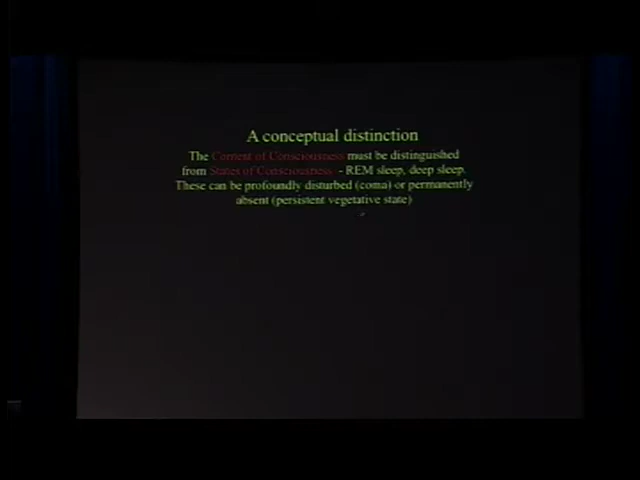 A conceptual distinction
The Content of Consciousness must be distinguished
from States of Consciousness - REM sleep, deep sleep.
These can be profoundly disturbed (coma) or permanently
absent (persistent vegetative state)